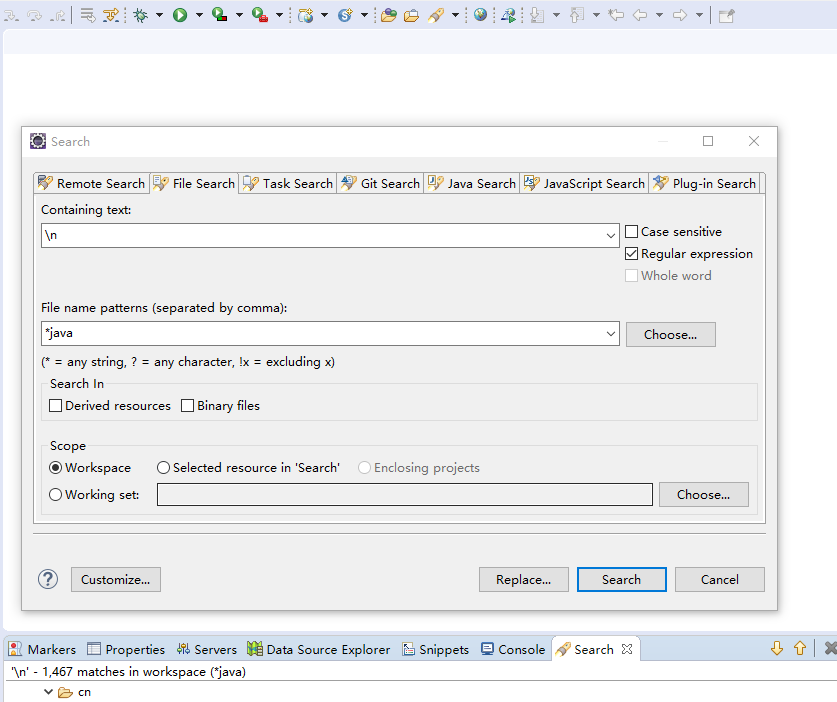 Search
Remote Search File Search Task Search Git Search Java Search JavaScript Search Plug-in Search
Containing text:
\n
Case sensitive
Regular expression
Whole word
File name patterns (separated by comma):
*java
Choose...
(* = any string, ? = any character, !x = excluding x)
Search In
Derived resources Binary files
Scope
Workspace Selected resource in 'Search' Enclosing projects
Working set: Choose...
Customize... Replace... Search Cancel
Markers Properties Servers Data Source Explorer Snippets Console Search
'\n' - 1,467 matches in workspace (*java)
cn